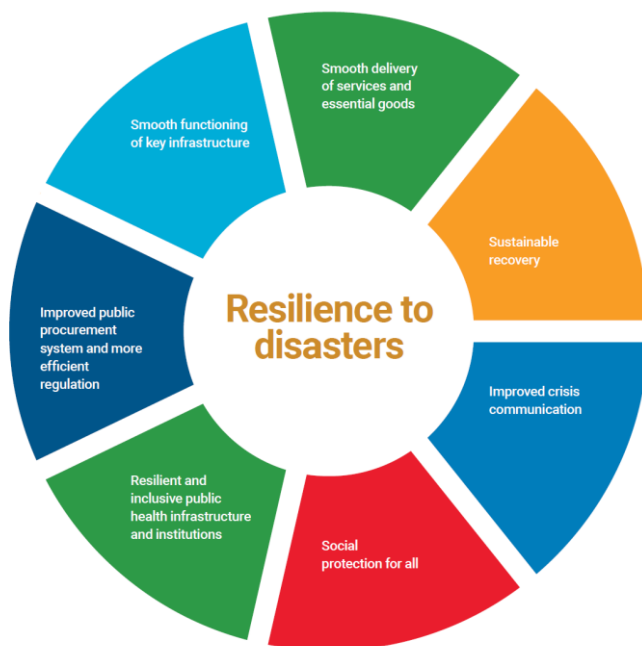 Smooth delivery
of services and
essential goods
Sustainable
recovery
Improved crisis
communication
Social
protection for all
Resilient and
inclusive public
health infrastructure
and institutions
Improved public
procurement
system and more
efficient
regulation
Smooth functioning
of key infrastructure
Resilience to
disasters